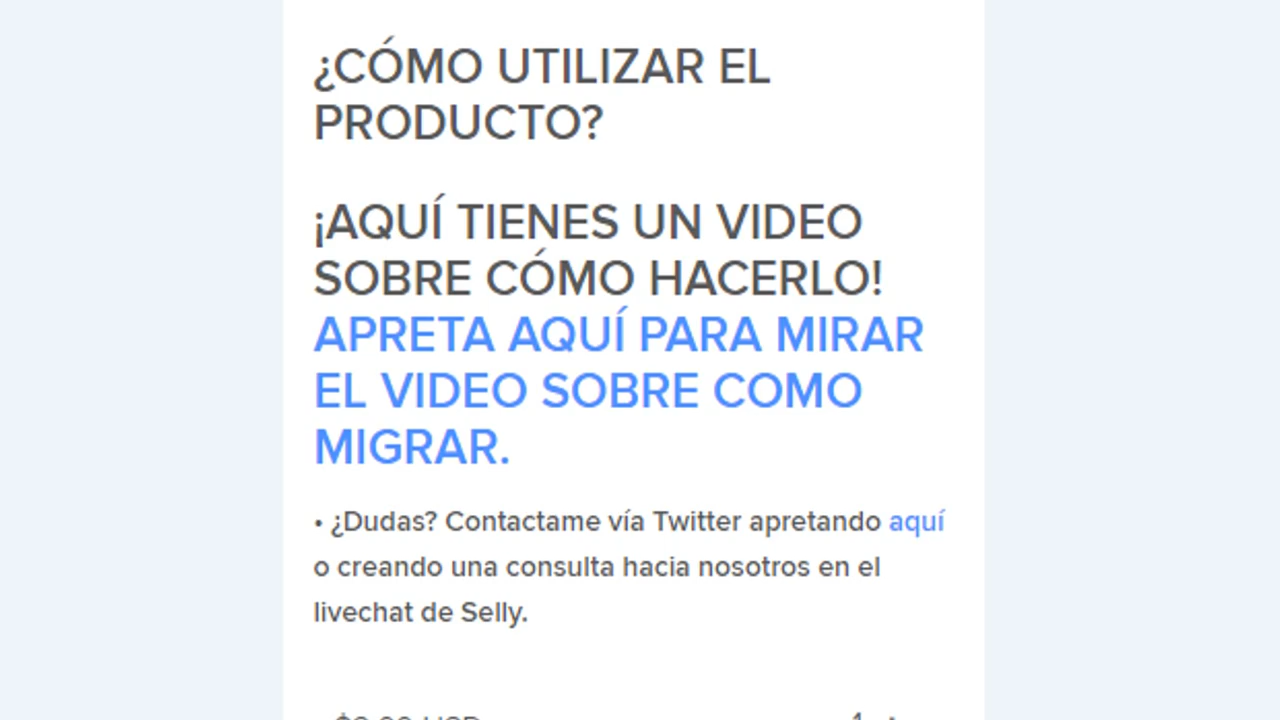 ¿CÓMO UTILIZAR EL
PRODUCTO?
¡AQUÍ TIENES UN VIDEO
SOBRE CÓMO HACERLO!
APRETA AQUÍ PARA MIRAR
EL VIDEO SOBRE COMO
MIGRAR.
• ¿Dudas? Contactame vía Twitter apretando aquí
o creando una consulta hacia nosotros en el
livechat de Selly.